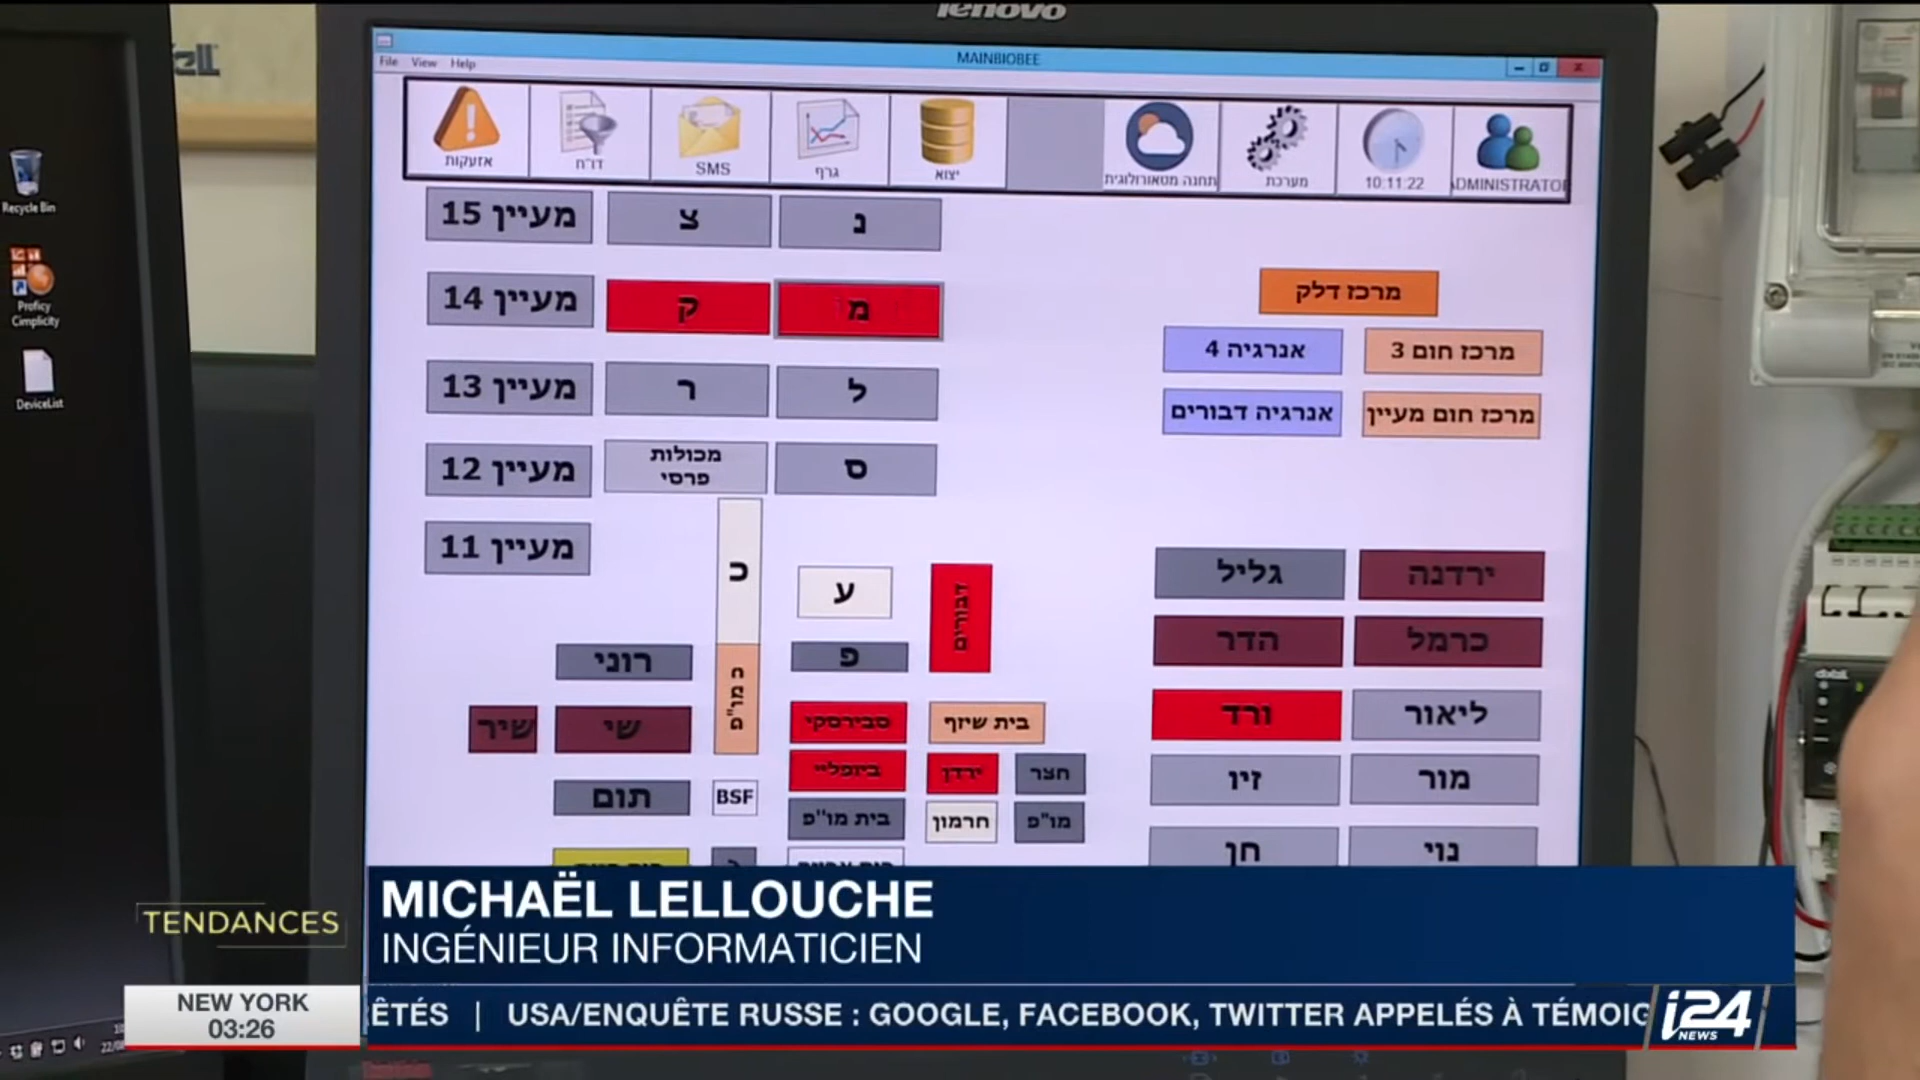 lenovo
MAINBIOBEE
File View Help
אזעקות
דו"ח
SMS
גרף
יצוא
תחנה מטאורולוגית
מערכת
10:11:22
ADMINISTRATO
Recycle Bin
Proficy
Cimplicity
DeviceList
מעיין 15
צ
נ
מעיין 14
ק
מ
מעיין 13
ר
ל
מעיין 12
מכולות
פרסי
ס
מעיין 11
כ
ע
דבורים
מרכז דלק
אנרגיה 4
מרכז חום 3
אנרגיה דבורים
מרכז חום מעיין
רוני
פ
כ מו"פ
שיר
שי
סבירסקי
בית שיזף
ביופליי
ירדן
חצר
תום
BSF
בית מו"פ
חרמון
מו"פ
גליל
ירדנה
הדר
כרמל
ורד
ליאור
זיו
מור
חן
נוי
MICHAËL LELLOUCHE
INGÉNIEUR INFORMATICIEN
TENDANCES
NEW YORK
03:26
ÊTÉS | USA/ENQUÊTE RUSSE : GOOGLE, FACEBOOK, TWITTER APPELÉS À TÉMOIG
i24
NEWS